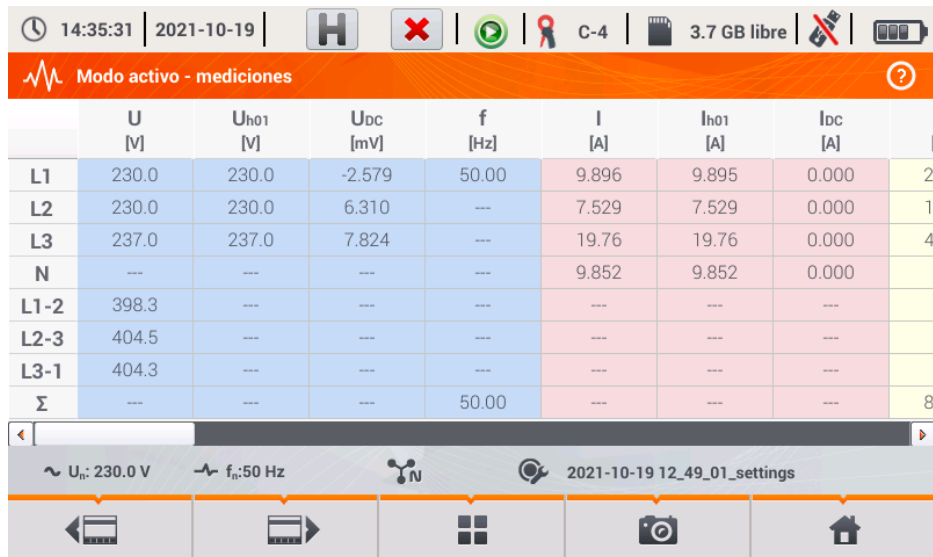 14:35:31 2021-10-19 H C-4 3.7 GB libre
Modo activo - mediciones ?
U Uh01 UDC f I Ih01 IDC
[V] [V] [mV] [Hz] [A] [A] [A] [
L1 230.0 230.0 -2.579 50.00 9.896 9.895 0.000 2
L2 230.0 230.0 6.310 --- 7.529 7.529 0.000 1
L3 237.0 237.0 7.824 --- 19.76 19.76 0.000 4
N --- --- --- --- 9.852 9.852 0.000
L1-2 398.3 --- --- --- --- --- ---
L2-3 404.5 --- --- --- --- --- ---
L3-1 404.3 --- --- --- --- --- ---
Σ --- --- --- 50.00 --- --- --- 8
Un: 230.0 V fn:50 Hz N 2021-10-19 12_49_01_settings